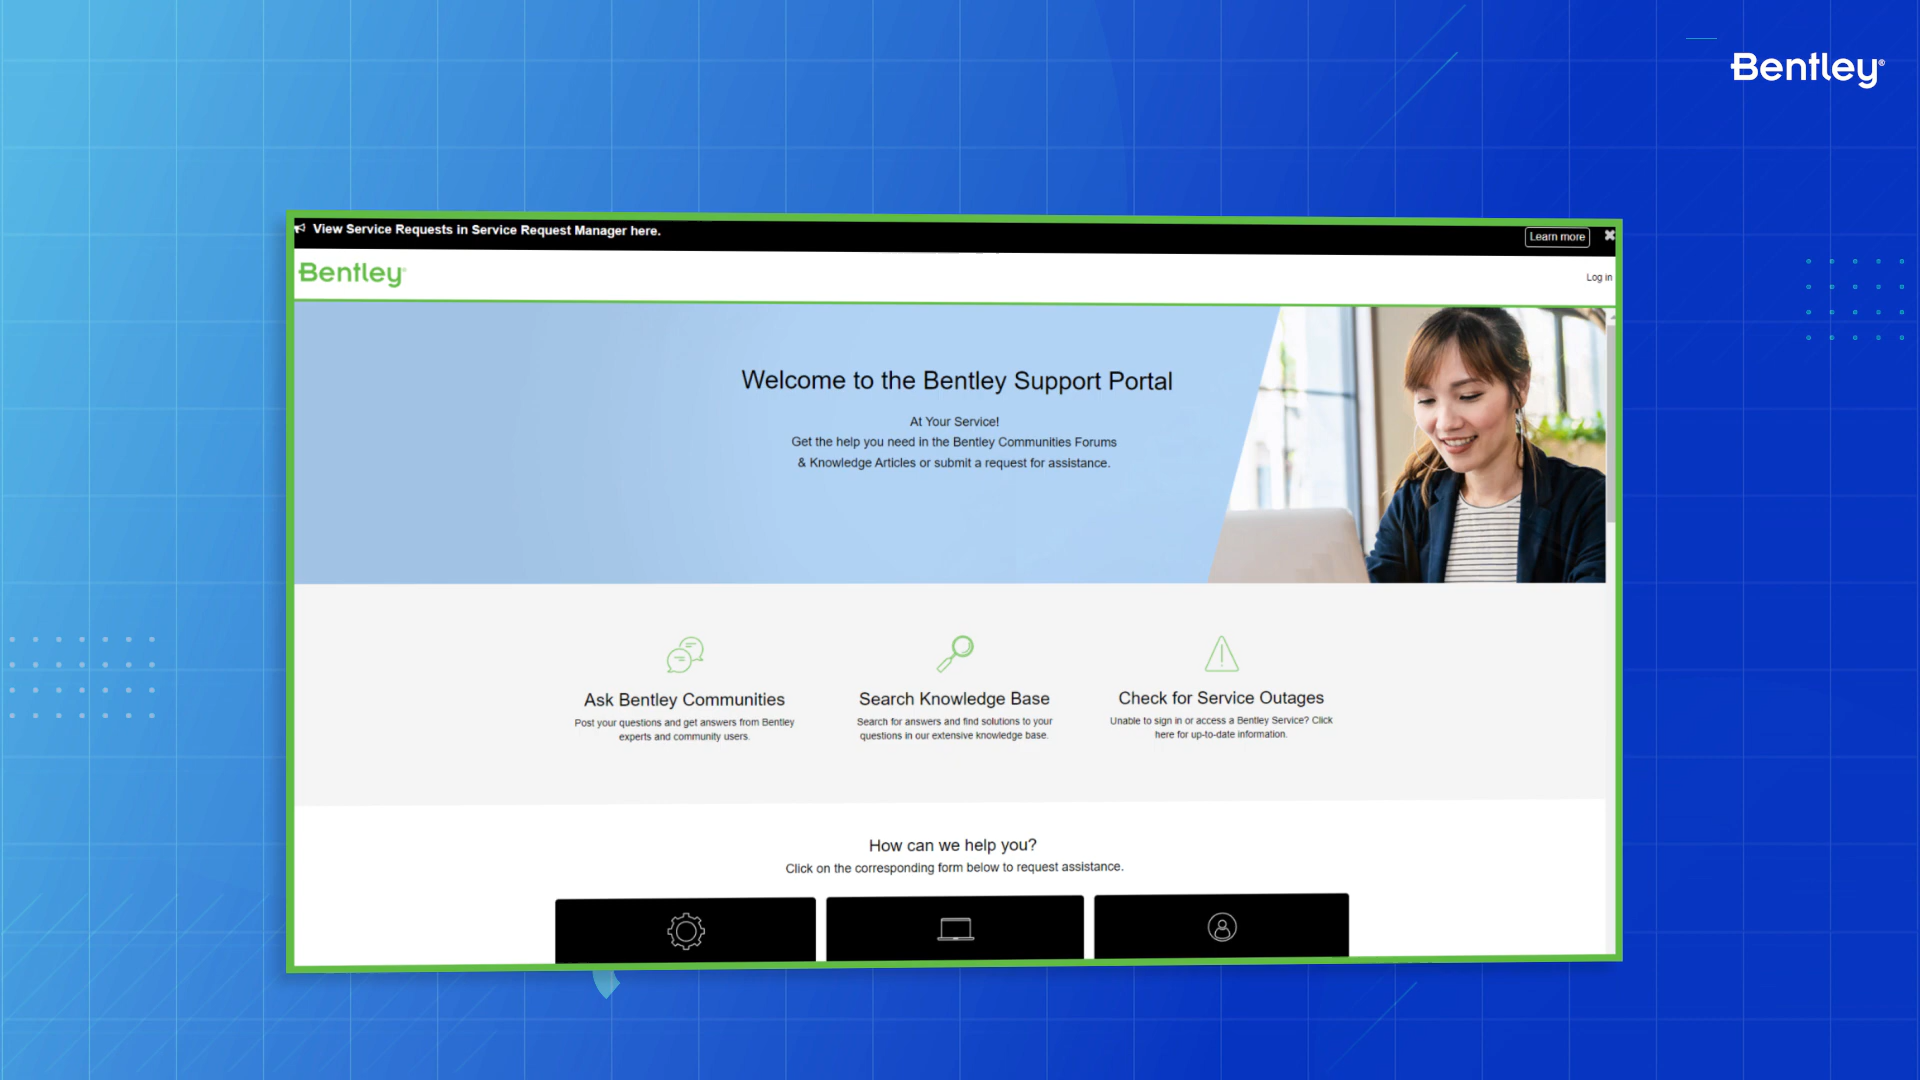 Bentley®
View Service Requests in Service Request Manager here.
Learn more
Bentley®
Log in
Welcome to the Bentley Support Portal
At Your Service!
Get the help you need in the Bentley Communities Forums
& Knowledge Articles or submit a request for assistance.
Ask Bentley Communities
Post your questions and get answers from Bentley
experts and community users.
Search Knowledge Base
Search for answers and find solutions to your
questions in our extensive knowledge base.
Check for Service Outages
Unable to sign in or access a Bentley Service? Click
here for up-to-date information.
How can we help you?
Click on the corresponding form below to request assistance.